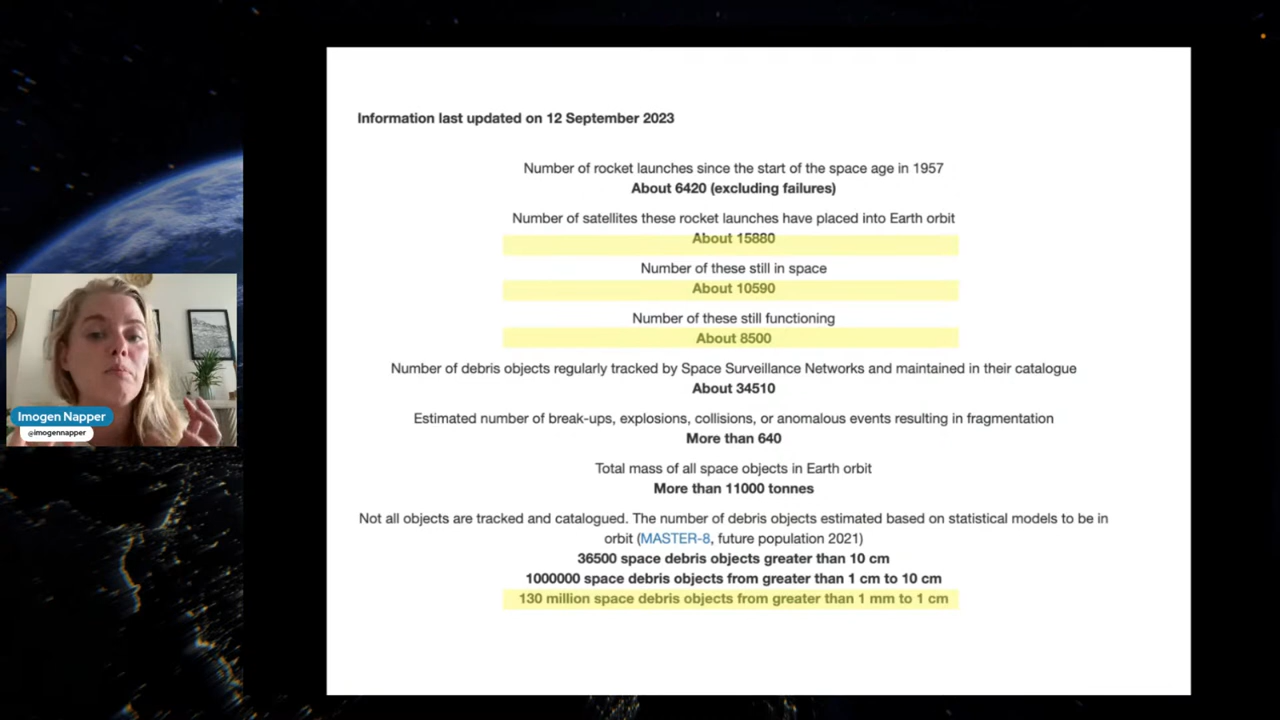 Information last updated on 12 September 2023
Number of rocket launches since the start of the space age in 1957
About 6420 (excluding failures)
Number of satellites these rocket launches have placed into Earth orbit
About 15880
Number of these still in space
About 10590
Number of these still functioning
About 8500
Number of debris objects regularly tracked by Space Surveillance Networks and maintained in their catalogue
About 34510
Estimated number of break-ups, explosions, collisions, or anomalous events resulting in fragmentation
More than 640
Total mass of all space objects in Earth orbit
More than 11000 tonnes
Not all objects are tracked and catalogued. The number of debris objects estimated based on statistical models to be in
orbit (MASTER-8, future population 2021)
36500 space debris objects greater than 10 cm
1000000 space debris objects from greater than 1 cm to 10 cm
130 million space debris objects from greater than 1 mm to 1 cm
Imogen Napper
@imogennapper